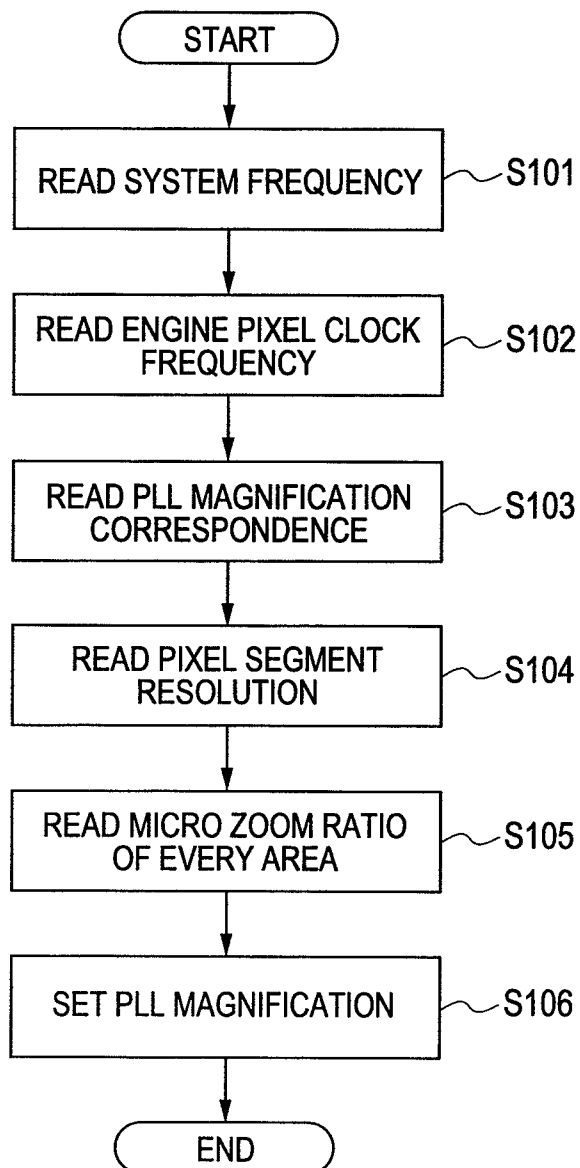 START
READ SYSTEM FREQUENCY
S101
READ ENGINE PIXEL CLOCK
FREQUENCY
S102
READ PLL MAGNIFICATION
CORRESPONDENCE
S103
READ PIXEL SEGMENT
RESOLUTION
S104
READ MICRO ZOOM RATIO
OF EVERY AREA
S105
SET PLL MAGNIFICATION
S106
END